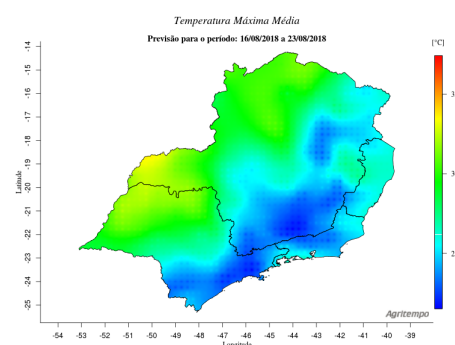 Temperatura Máxima Média
Previsão para o período: 16/08/2018 a 23/08/2018
[°C]
-14
-15
-16
-17
-18
-19
-20
-21
-22
-23
-24
-25
Latitude
-54 -53 -52 -51 -50 -49 -48 -47 -46 -45 -44 -43 -42 -41 -40 -39
Longitude
Agritempo